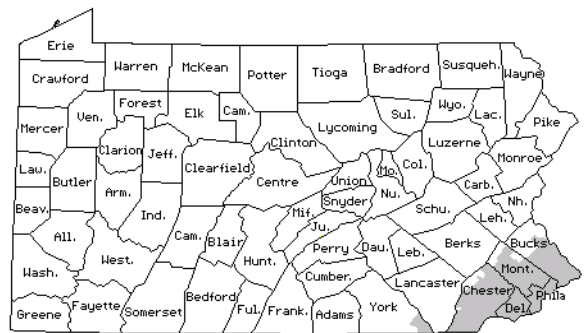 Erie
Crawford
Warren
McKean
Potter
Tioga
Bradford
Susqueh.
Wayne
Mercer
Ven.
Forest
Elk
Cam.
Clinton
Lycoming
Sul.
Wyo.
Lac.
Pike
Law.
Butler
Clarion
Jeff.
Clearfield
Centre
Union
Mo.
Col.
Luzerne
Monroe
Carb.
Beav.
Arm.
Ind.
Snyder
Nu.
Schu.
Nh.
Leh.
All.
West.
Cam.
Blair
Hunt.
Mif.
Ju.
Perry
Dau.
Leb.
Berks
Bucks
Mont.
Wash.
Cumber.
Lancaster
Chester
Phila
Del.
Greene
Fayette
Somerset
Bedford
Ful.
Frank.
Adams
York